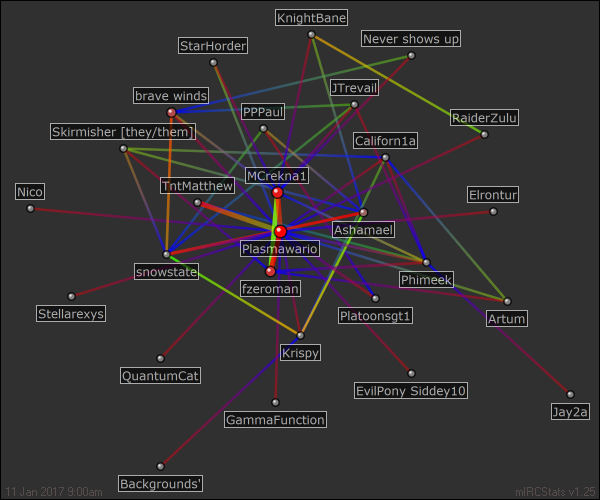 KnightBane
Never shows up
StarHorder
JTrevail
brave winds
PPPaul
RaiderZulu
Skirmisher [they/them]
Californ1a
MCrekna1
TntMatthew
Nico
Elrontur
Ashamael
Plasmawario
snowstate
fzeroman
Phimeek
Stellarexys
Platoonsgt1
Artum
Krispy
QuantumCat
EvilPony Siddey10
Jay2a
GammaFunction
Backgrounds'
11 Jan 2017 9:00am
mIRCStats v1.25